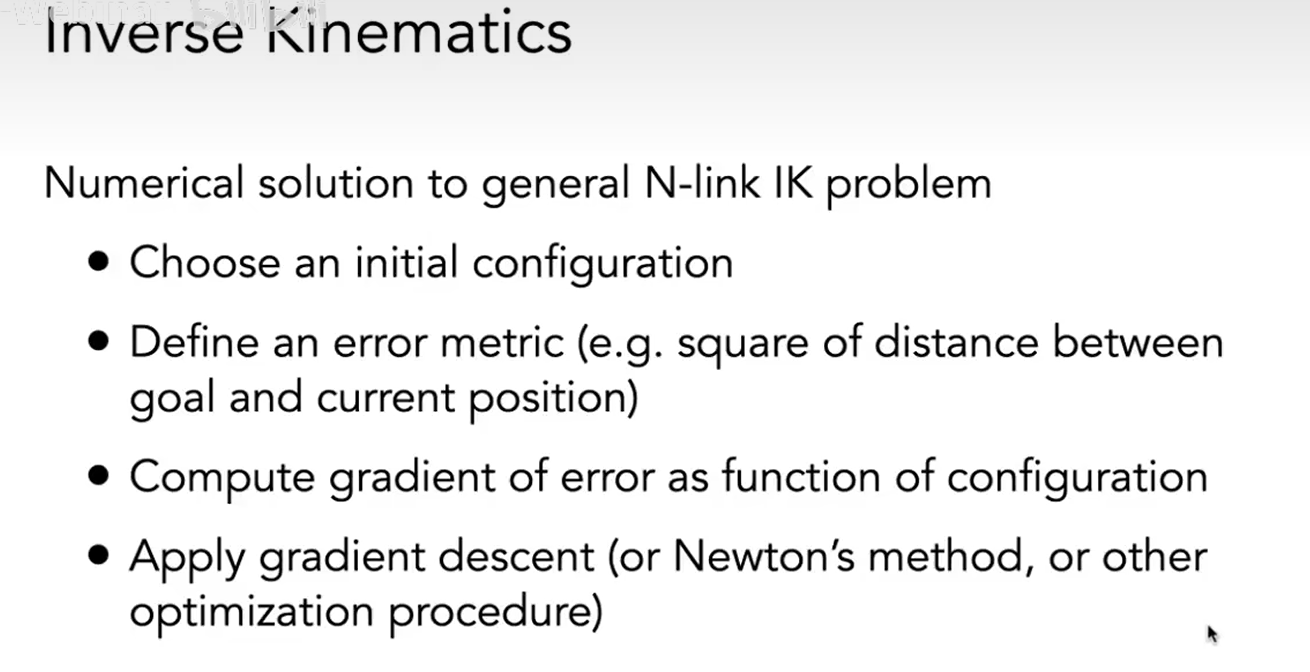 Inverse Kinematics
Numerical solution to general N-link IK problem
● Choose an initial configuration
● Define an error metric (e.g. square of distance between
goal and current position)
● Compute gradient of error as function of configuration
● Apply gradient descent (or Newton’s method, or other
optimization procedure)